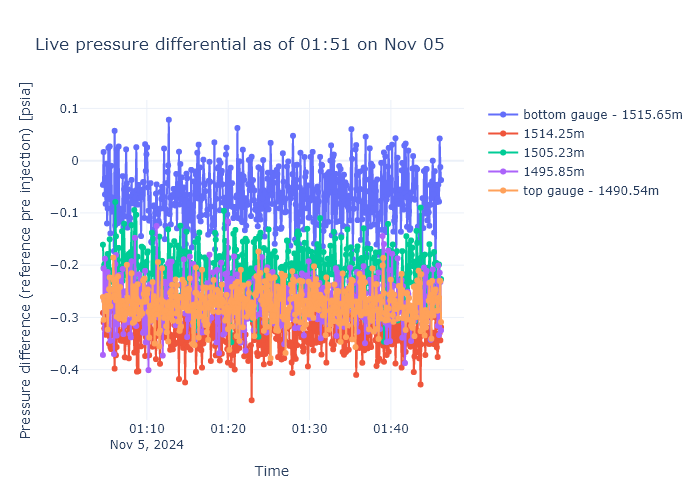 Live pressure differential as of 01:51 on Nov 05
Pressure difference (reference pre injection) [psia]
0.1
0
−0.1
−0.2
−0.3
−0.4
01:10
Nov 5, 2024
01:20
01:30
01:40
Time
bottom gauge - 1515.65m
1514.25m
1505.23m
1495.85m
top gauge - 1490.54m